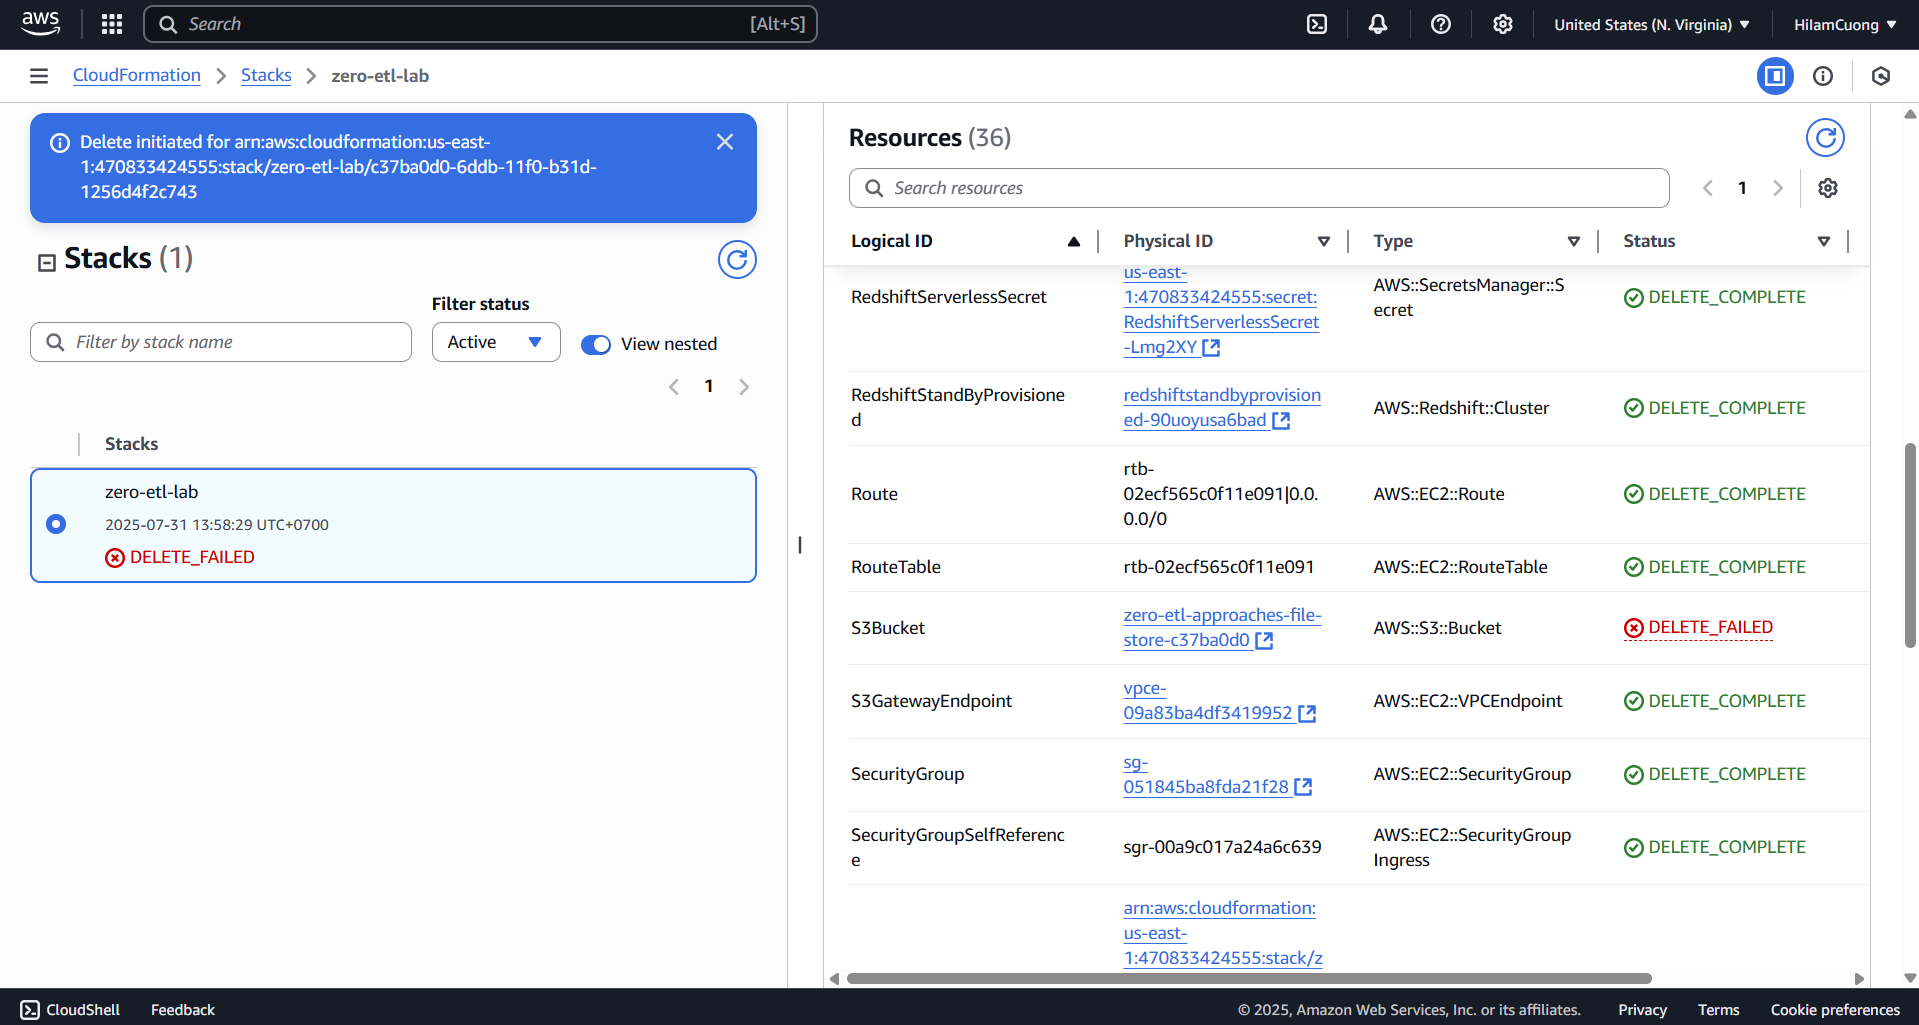 aws
Search
[Alt+S]
United States (N. Virginia)
HilamCuong
CloudFormation
Stacks
zero-etl-lab
Delete initiated for arn:aws:cloudformation:us-east-
1:470833424555:stack/zero-etl-lab/c37ba0d0-6ddb-11f0-b31d-
1256d4f2c743
Stacks (1)
Filter status
Filter by stack name
Active
View nested
1
Stacks
zero-etl-lab
2025-07-31 13:58:29 UTC+0700
DELETE_FAILED
Resources (36)
Search resources
1
Logical ID
Physical ID
Type
Status
RedshiftServerlessSecret
us-east-
1:470833424555:secret:
RedshiftServerlessSecret
-Lmg2XY
AWS::SecretsManager::S
ecret
DELETE_COMPLETE
RedshiftStandByProvisione
d
redshiftstandbyprovision
ed-90uoyusa6bad
AWS::Redshift::Cluster
DELETE_COMPLETE
Route
rtb-
02ecf565c0f11e091|0.0.
0.0/0
AWS::EC2::Route
DELETE_COMPLETE
RouteTable
rtb-02ecf565c0f11e091
AWS::EC2::RouteTable
DELETE_COMPLETE
S3Bucket
zero-etl-approaches-file-
store-c37ba0d0
AWS::S3::Bucket
DELETE_FAILED
S3GatewayEndpoint
vpce-
09a83ba4df3419952
AWS::EC2::VPCEndpoint
DELETE_COMPLETE
SecurityGroup
sg-
051845ba8fda21f28
AWS::EC2::SecurityGroup
DELETE_COMPLETE
SecurityGroupSelfReferenc
e
sgr-00a9c017a24a6c639
AWS::EC2::SecurityGroup
Ingress
DELETE_COMPLETE
arn:aws:cloudformation:
us-east-
1:470833424555:stack/z
CloudShell
Feedback
© 2025, Amazon Web Services, Inc. or its affiliates.
Privacy
Terms
Cookie preferences